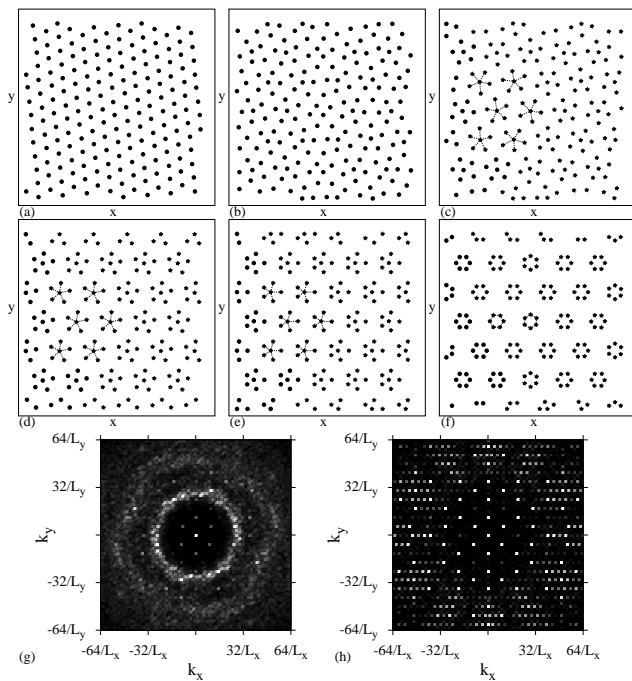 y y y
(a) x (b) x (c) x
y y y
(d) x (e) x (f) x
64/L_y 64/L_y
32/L_y 32/L_y
k_y k_y
-32/L_y -32/L_y
-64/L_y -64/L_y
(g) -64/L_x -32/L_x 32/L_x 64/L_x (h) -64/L_x -32/L_x 32/L_x 64/L_x
k_x k_x